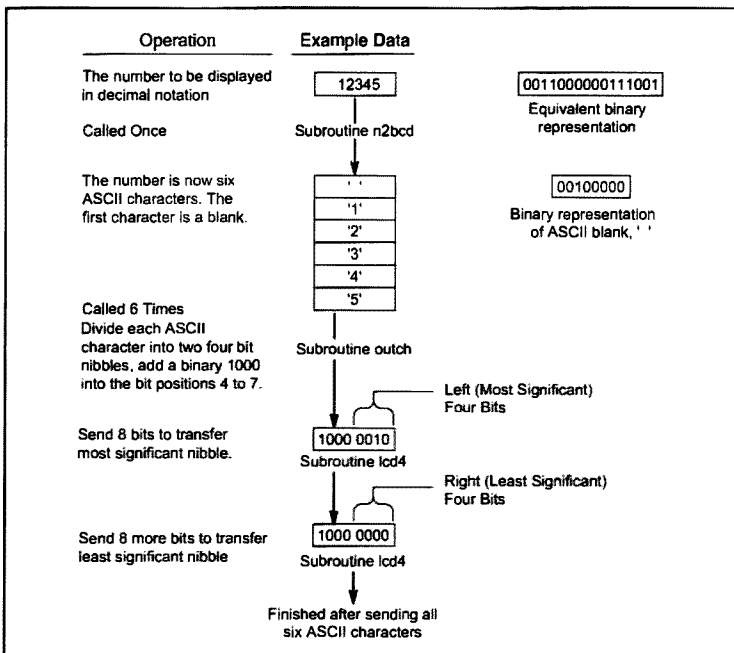 Operation
Example Data
The number to be displayed
in decimal notation
12345
0011000000111001
Equivalent binary
representation
Called Once
Subroutine n2bcd
The number is now six
ASCII characters. The
first character is a blank.
' '
'1'
'2'
'3'
'4'
'5'
00100000
Binary representation
of ASCII blank, ' '
Called 6 Times
Divide each ASCII
character into two four bit
nibbles, add a binary 1000
into the bit positions 4 to 7.
Subroutine outch
Left (Most Significant)
Four Bits
Send 8 bits to transfer
most significant nibble.
1000 0010
Subroutine lcd4
Right (Least Significant)
Four Bits
Send 8 more bits to transfer
least significant nibble
1000 0000
Subroutine lcd4
Finished after sending all
six ASCII characters